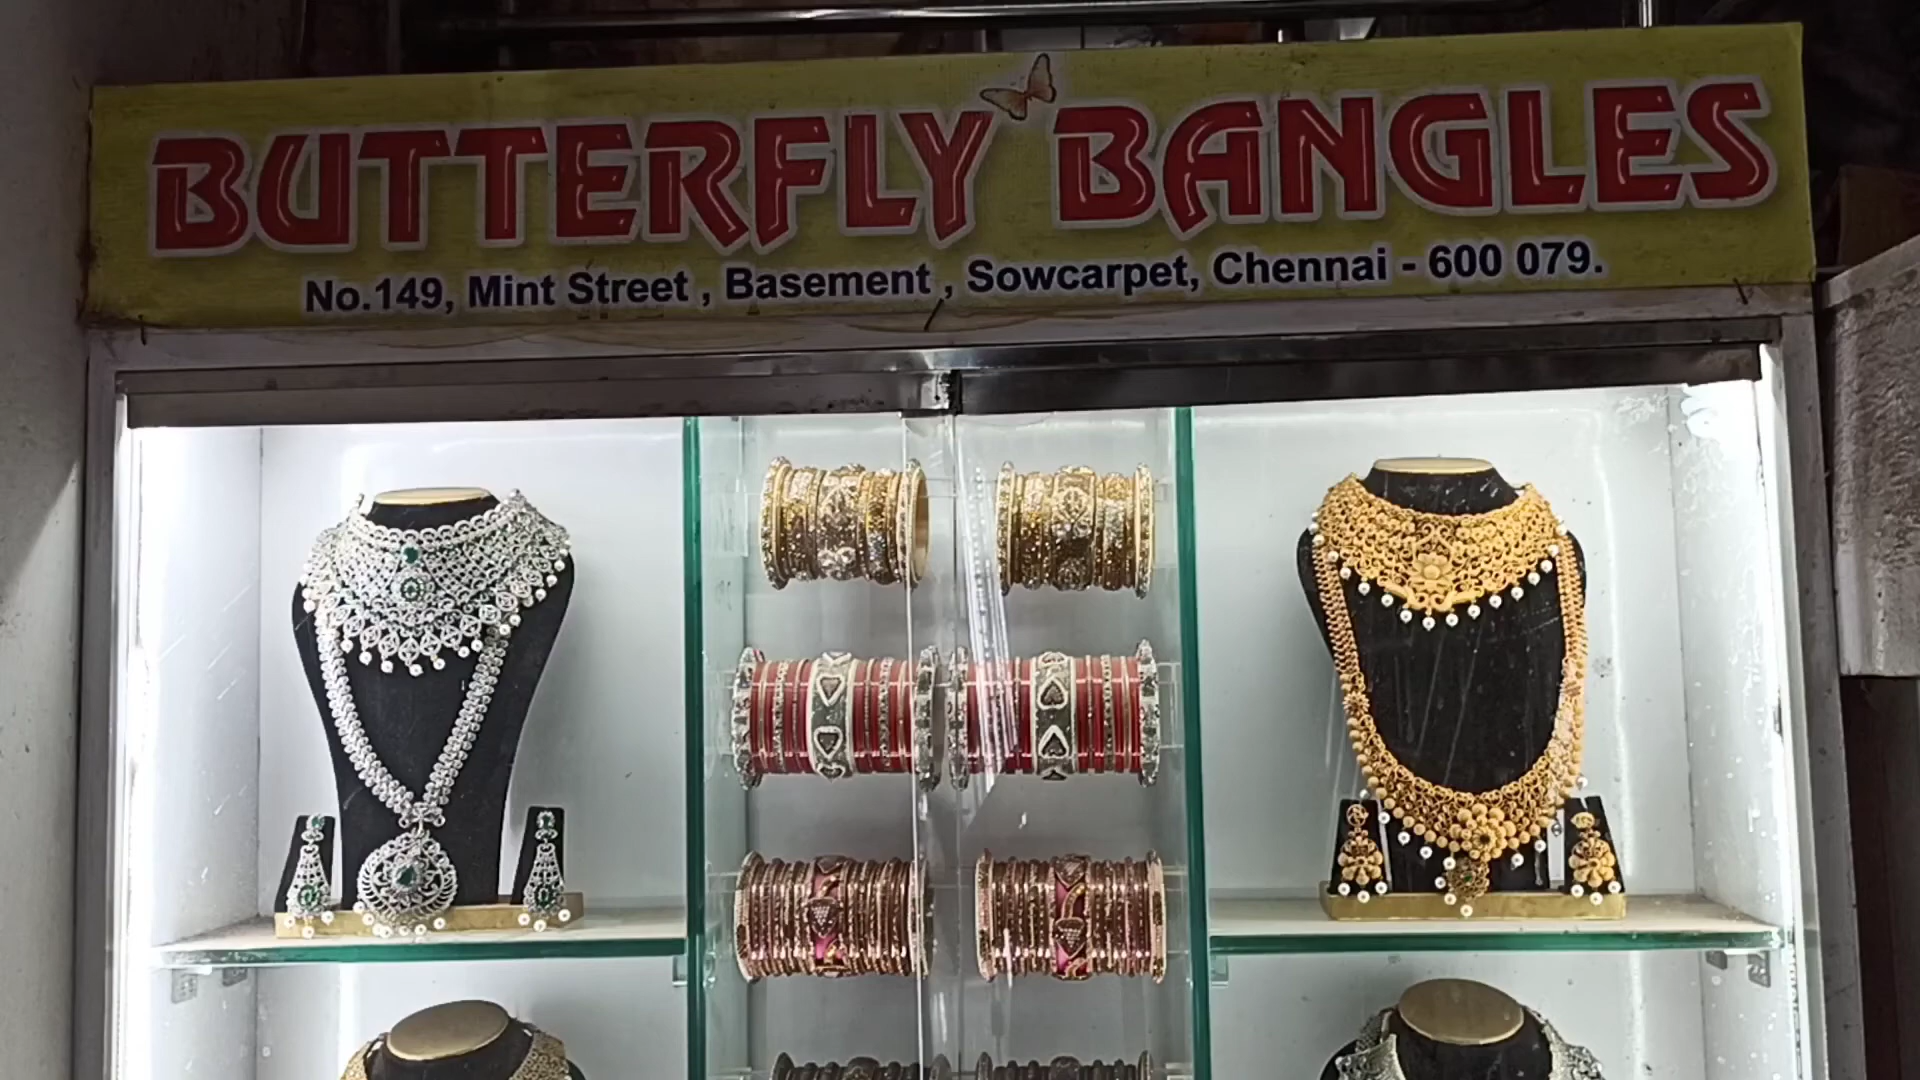 BUTTERFLY BANGLES
No.149, Mint Street , Basement , Sowcarpet, Chennai - 600 079.